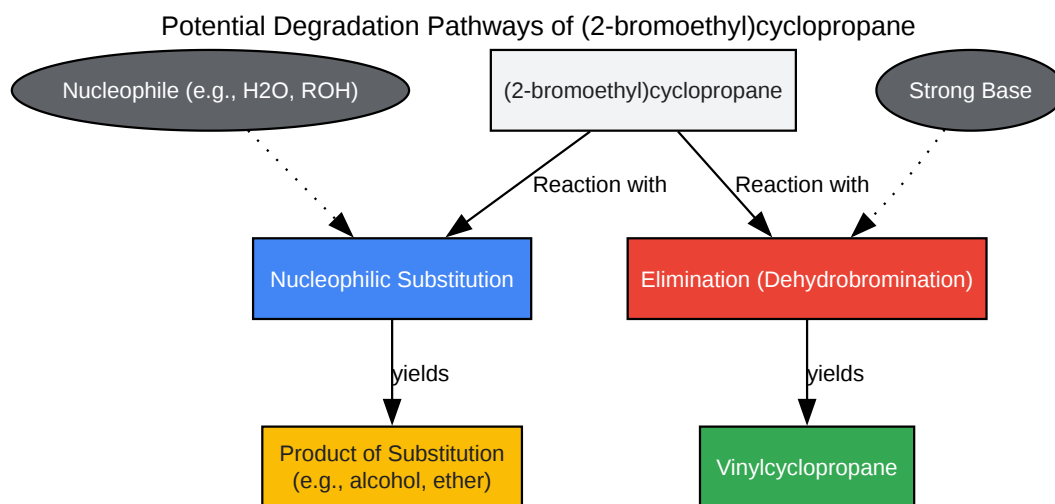 Potential Degradation Pathways of (2-bromoethyl)cyclopropane
Nucleophile (e.g., H2O, ROH)
(2-bromoethyl)cyclopropane
Strong Base
Reaction with
Reaction with
Nucleophilic Substitution
Elimination (Dehydrobromination)
yields
yields
Product of Substitution
(e.g., alcohol, ether)
Vinylcyclopropane